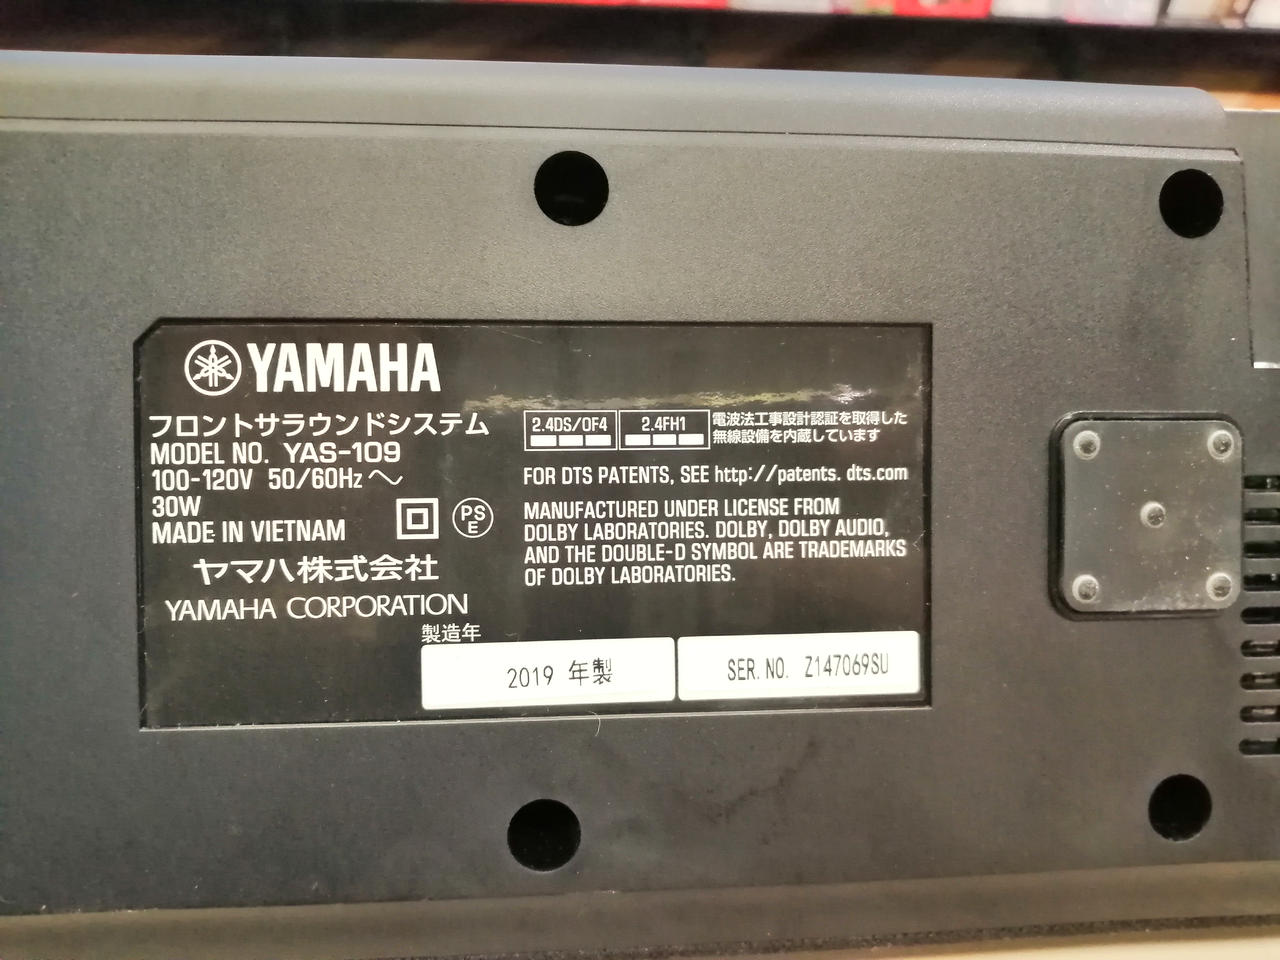 YAMAHA
フロントサラウンドシステム
MODEL NO. YAS-109
100-120V 50/60Hz ～
30W
MADE IN VIETNAM
PS
E
ヤマハ株式会社
YAMAHA CORPORATION
2.4DS/OF4
2.4FH1
電波法工事設計認証を取得した
無線設備を内蔵しています
FOR DTS PATENTS, SEE http://patents. dts.com
MANUFACTURED UNDER LICENSE FROM
DOLBY LABORATORIES. DOLBY, DOLBY AUDIO,
AND THE DOUBLE-D SYMBOL ARE TRADEMARKS
OF DOLBY LABORATORIES.
製造年
2019 年製
SER. NO. Z147069SU